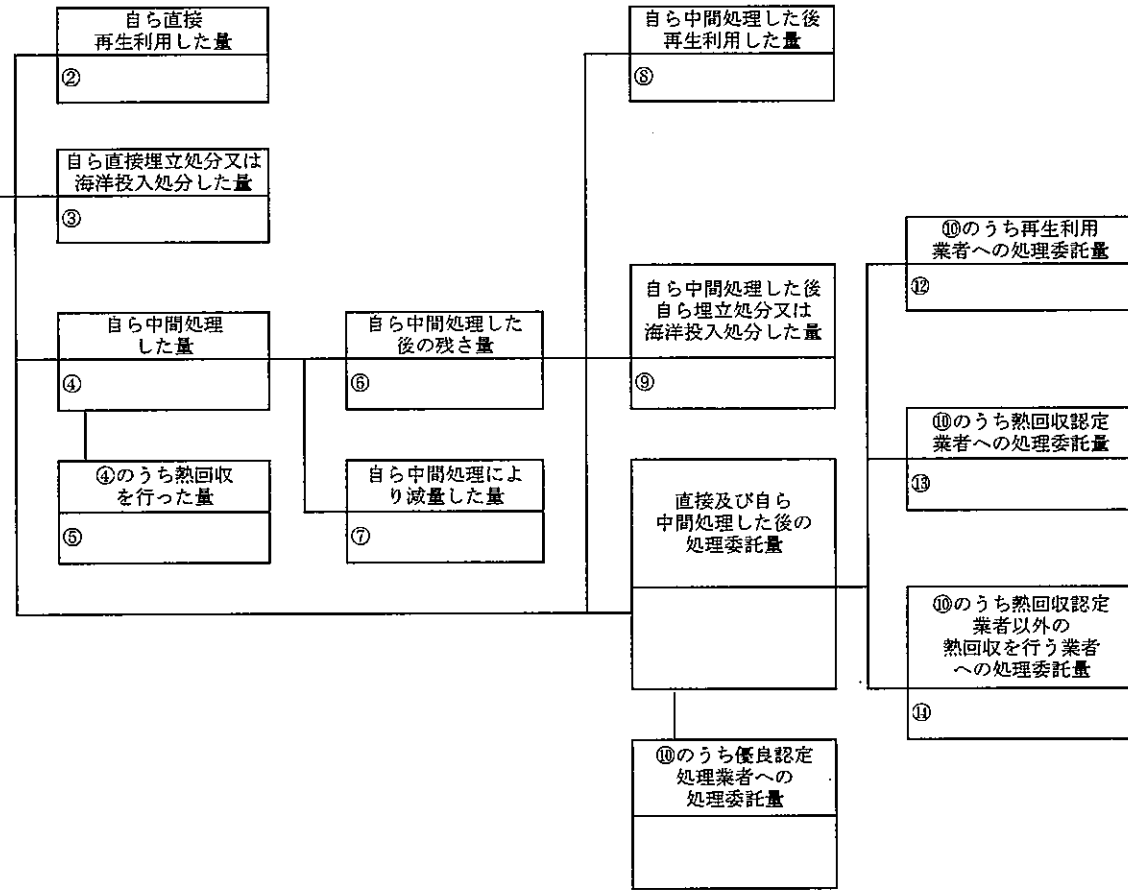 自ら直接
再生利用した量
②
自ら直接埋立処分又は
海洋投入処分した量
③
自ら中間処理
した量
④
④のうち熱回収
を行った量
⑤
自ら中間処理した
後の残さ量
⑥
自ら中間処理によ
り減量した量
⑦
自ら中間処理した後
再生利用した量
⑧
自ら中間処理した後
自ら埋立処分又は
海洋投入処分した量
⑨
直接及び自ら
中間処理した後の
処理委託量
⑩のうち優良認定
処理業者への
処理委託量
⑩のうち再生利用
業者への処理委託量
⑫
⑩のうち熱回収認定
業者への処理委託量
⑬
⑩のうち熱回収認定
業者以外の
熱回収を行う業者
への処理委託量
⑭